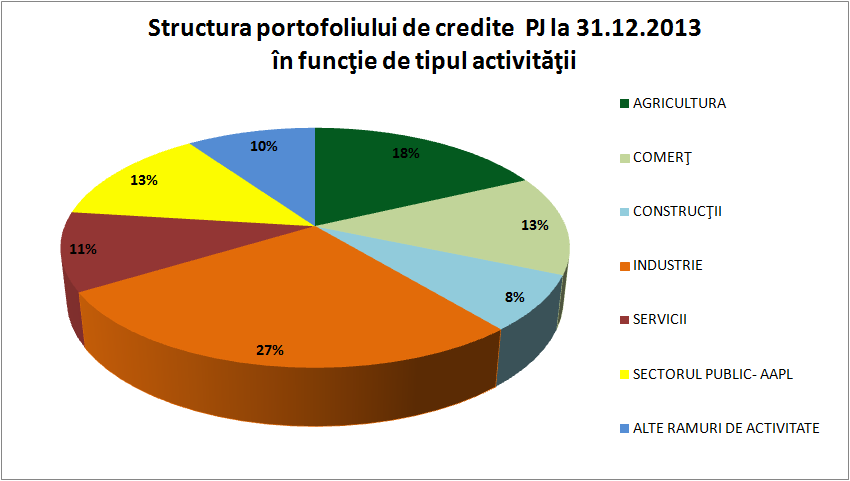 Structura portofoliului de credite  PJ la 31.12.2013
în funcţie de tipul activităţii
18%
13%
8%
27%
11%
13%
10%
AGRICULTURA
COMERŢ
CONSTRUCŢII
INDUSTRIE
SERVICII
SECTORUL PUBLIC- AAPL
ALTE RAMURI DE ACTIVITATE